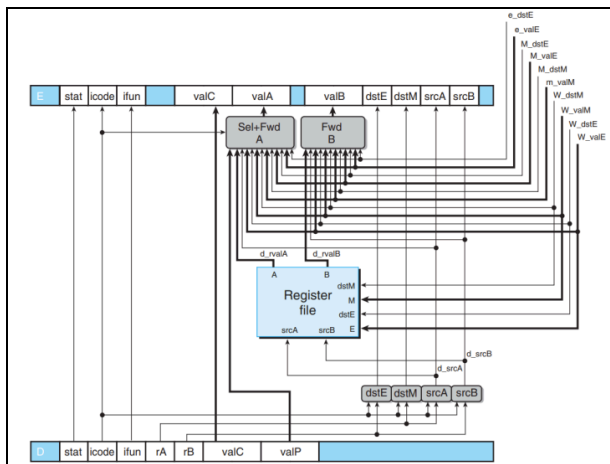 e_dstE
e_valE
M_dstE
M_valE
M_dstM
m_valM
W_dstM
W_valM
W_dstE
W_valE
E stat icode ifun valC valA valB dstE dstM srcA srcB
Sel+Fwd
A
Fwd
B
d_rvalA d_rvalB
A B
Register
file
dstM
M
dstE
E
srcA srcB
d_srcB
d_srcA
dstE dstM srcA srcB
D stat icode ifun rA rB valC valP